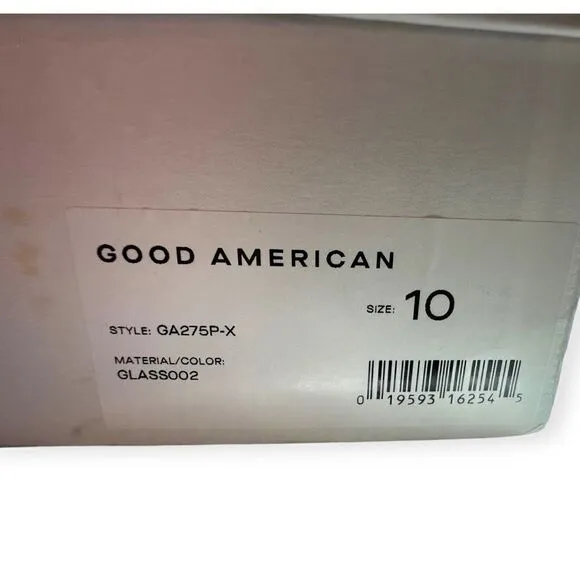 GOOD AMERICAN
SIZE: 10
STYLE: GA275P-X
MATERIAL/COLOR:
GLASS002
0 19593 16254 5